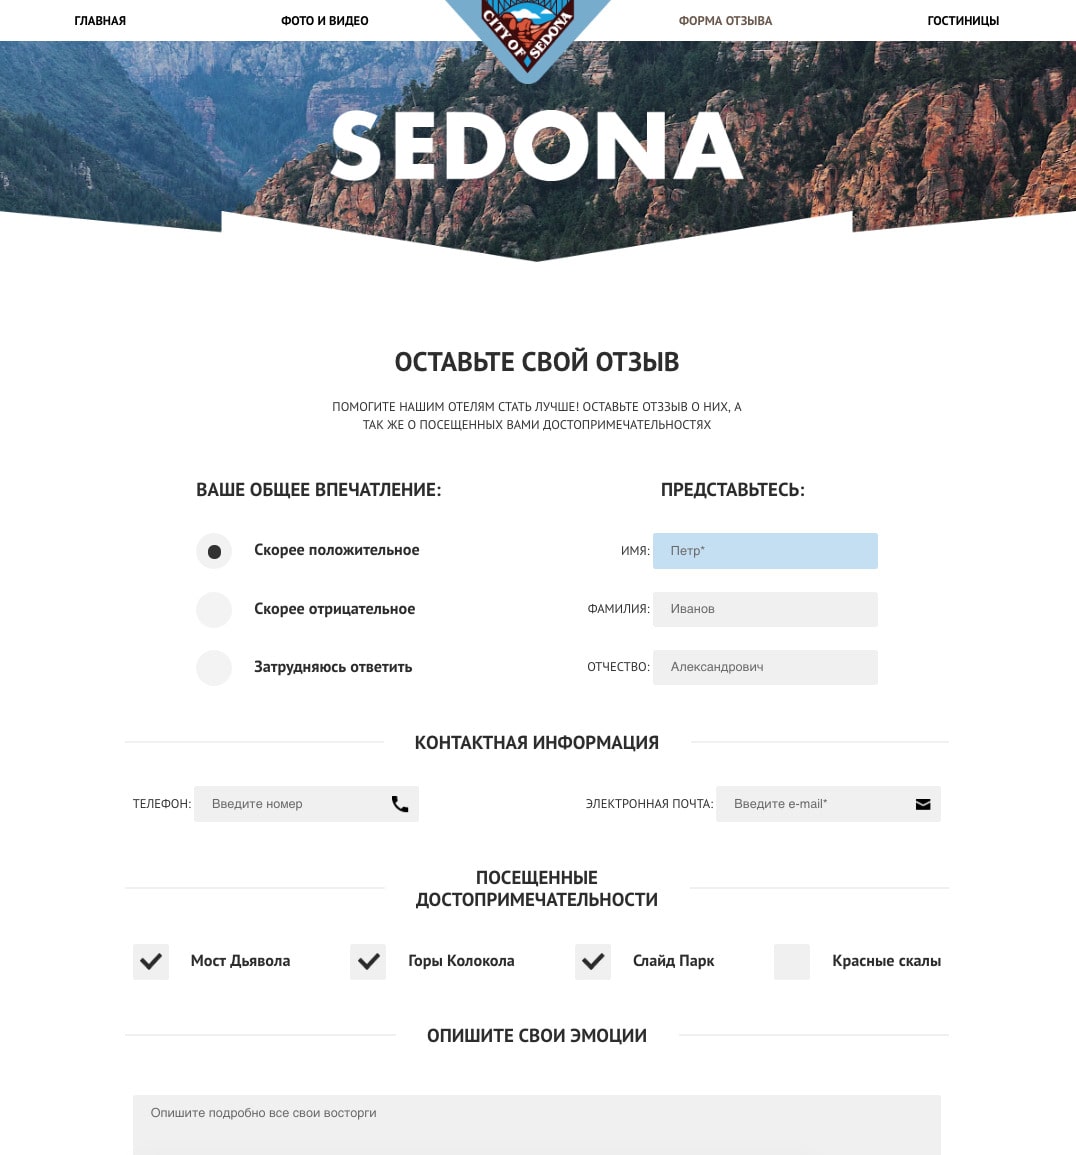 ГЛАВНАЯ
ФОТО И ВИДЕО
CITY OF SEDONA
ФОРМА ОТЗЫВА
ГОСТИНИЦЫ
SEDONA
ОСТАВЬТЕ СВОЙ ОТЗЫВ
ПОМОГИТЕ НАШИМ ОТЕЛЯМ СТАТЬ ЛУЧШЕ! ОСТАВЬТЕ ОТЗЗЫВ О НИХ, А
ТАК ЖЕ О ПОСЕЩЕННЫХ ВАМИ ДОСТОПРИМЕЧАТЕЛЬНОСТЯХ
ВАШЕ ОБЩЕЕ ВПЕЧАТЛЕНИЕ:
Скорее положительное
Скорее отрицательное
Затрудняюсь ответить
ПРЕДСТАВЬТЕСЬ:
ИМЯ: Петр*
ФАМИЛИЯ: Иванов
ОТЧЕСТВО: Александрович
КОНТАКТНАЯ ИНФОРМАЦИЯ
ТЕЛЕФОН: Введите номер
ЭЛЕКТРОННАЯ ПОЧТА: Введите e-mail*
ПОСЕЩЕННЫЕ
ДОСТОПРИМЕЧАТЕЛЬНОСТИ
Мост Дьявола
Горы Колокола
Слайд Парк
Красные скалы
ОПИШИТЕ СВОИ ЭМОЦИИ
Опишите подробно все свои восторги